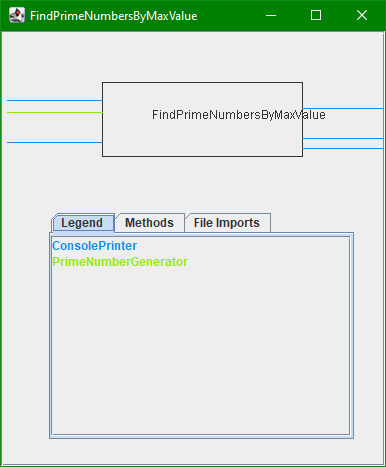 FindPrimeNumbersByMaxValue
FindPrimeNumbersByMaxValue
Legend Methods File Imports
ConsolePrinter
PrimeNumberGenerator